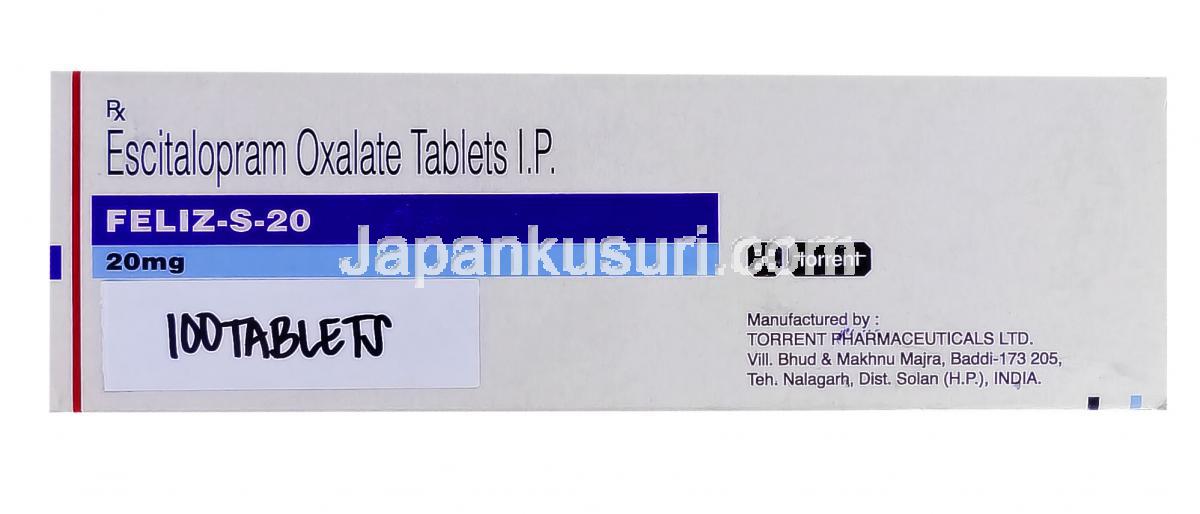 Rx
Escitalopram Oxalate Tablets I.P.
FELIZ-S-20
20mg
Japankusuri.com
torrent
100TABLETS
Manufactured by :
TORRENT PHARMACEUTICALS LTD.
Vill. Bhud & Makhnu Majra, Baddi-173 205,
Teh. Nalagarh, Dist. Solan (H.P.), INDIA.